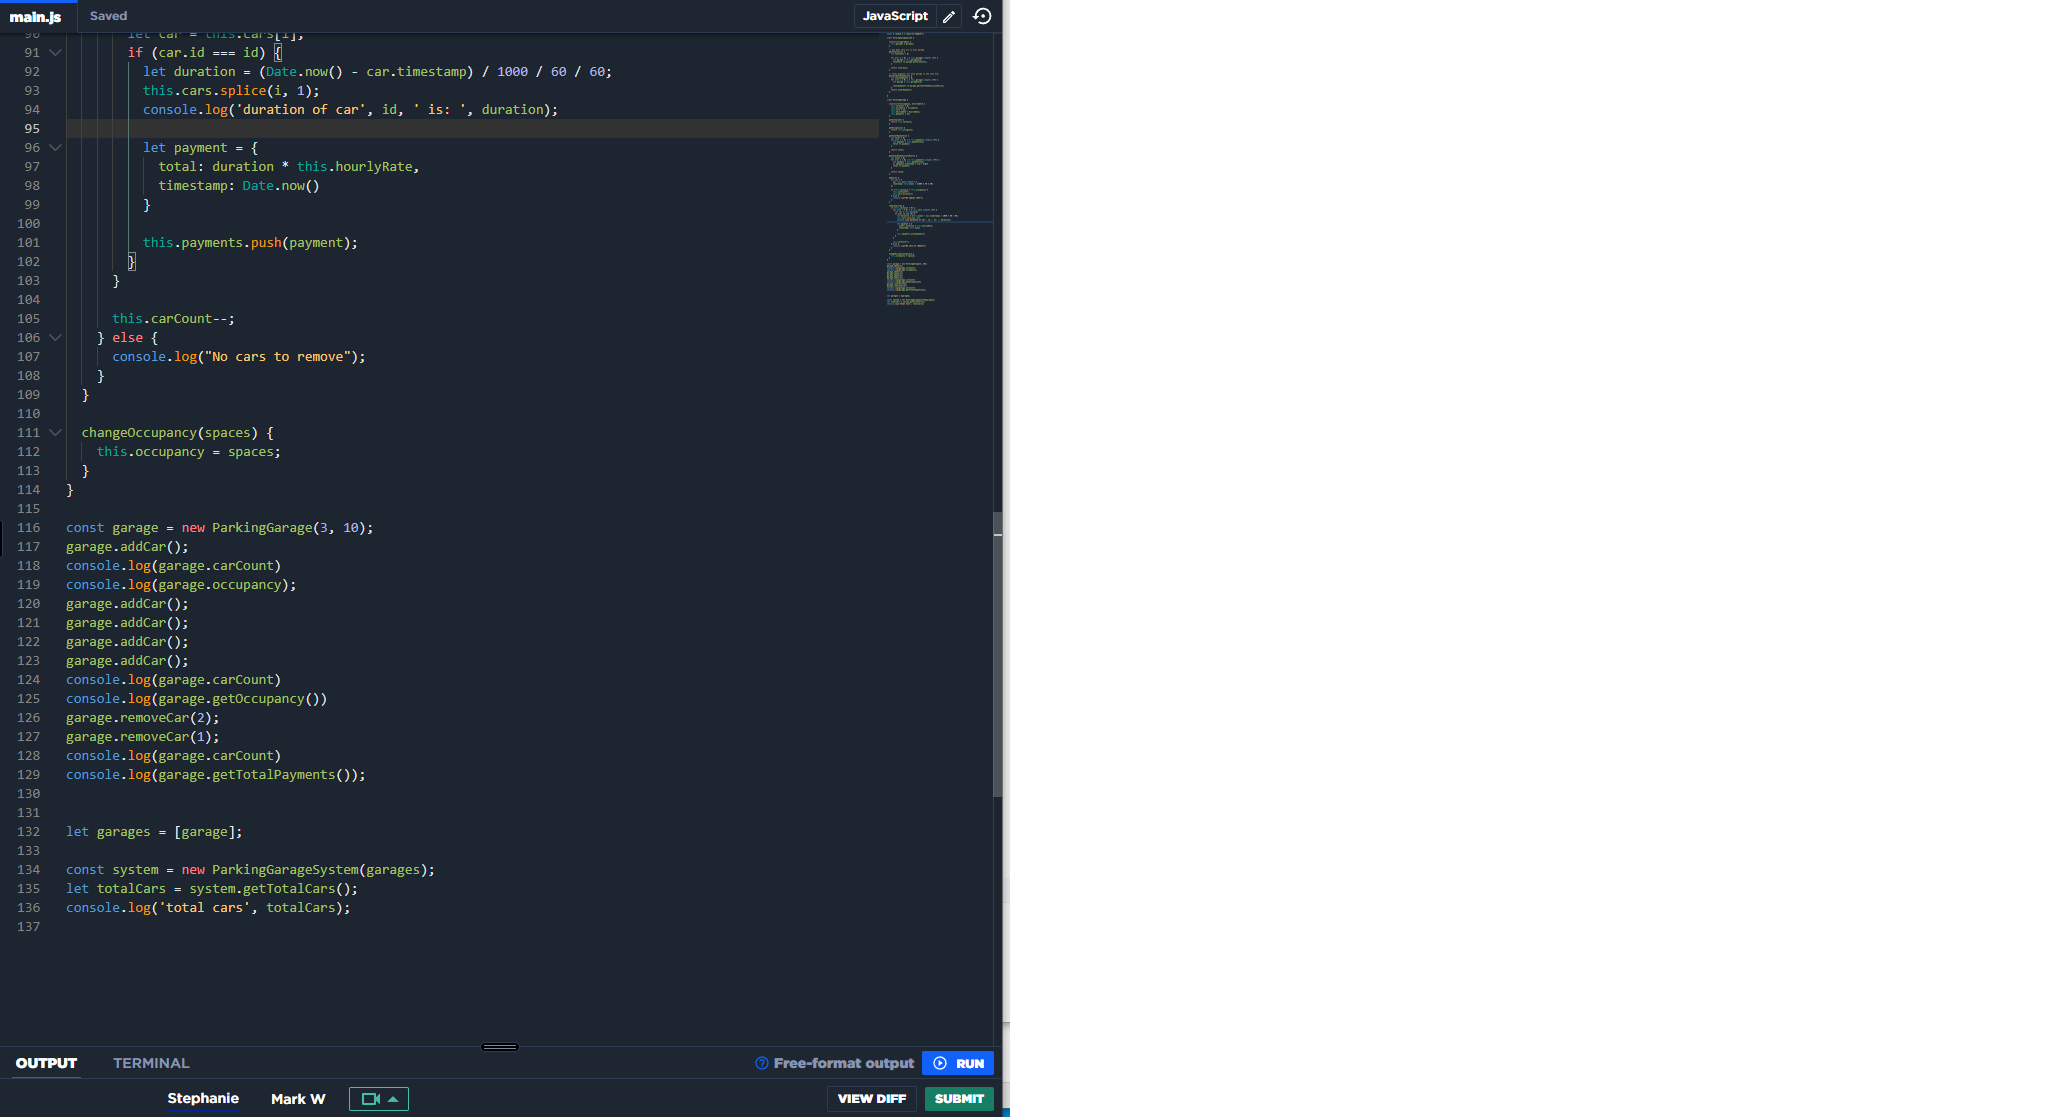 main.js Saved JavaScript
90 let car = this.cars[i];
91 if (car.id === id) {
92 let duration = (Date.now() - car.timestamp) / 1000 / 60 / 60;
93 this.cars.splice(i, 1);
94 console.log('duration of car', id, ' is: ', duration);
95
96 let payment = {
97 total: duration * this.hourlyRate,
98 timestamp: Date.now()
99 }
100
101 this.payments.push(payment);
102 }
103 }
104
105 this.carCount--;
106 } else {
107 console.log("No cars to remove");
108 }
109 }
110
111 changeOccupancy(spaces) {
112 this.occupancy = spaces;
113 }
114 }
115
116 const garage = new ParkingGarage(3, 10);
117 garage.addCar();
118 console.log(garage.carCount)
119 console.log(garage.occupancy);
120 garage.addCar();
121 garage.addCar();
122 garage.addCar();
123 garage.addCar();
124 console.log(garage.carCount)
125 console.log(garage.getOccupancy())
126 garage.removeCar(2);
127 garage.removeCar(1);
128 console.log(garage.carCount)
129 console.log(garage.getTotalPayments());
130
131
132 let garages = [garage];
133
134 const system = new ParkingGarageSystem(garages);
135 let totalCars = system.getTotalCars();
136 console.log('total cars', totalCars);
137
OUTPUT TERMINAL Free-format output RUN
Stephanie Mark W VIEW DIFF SUBMIT